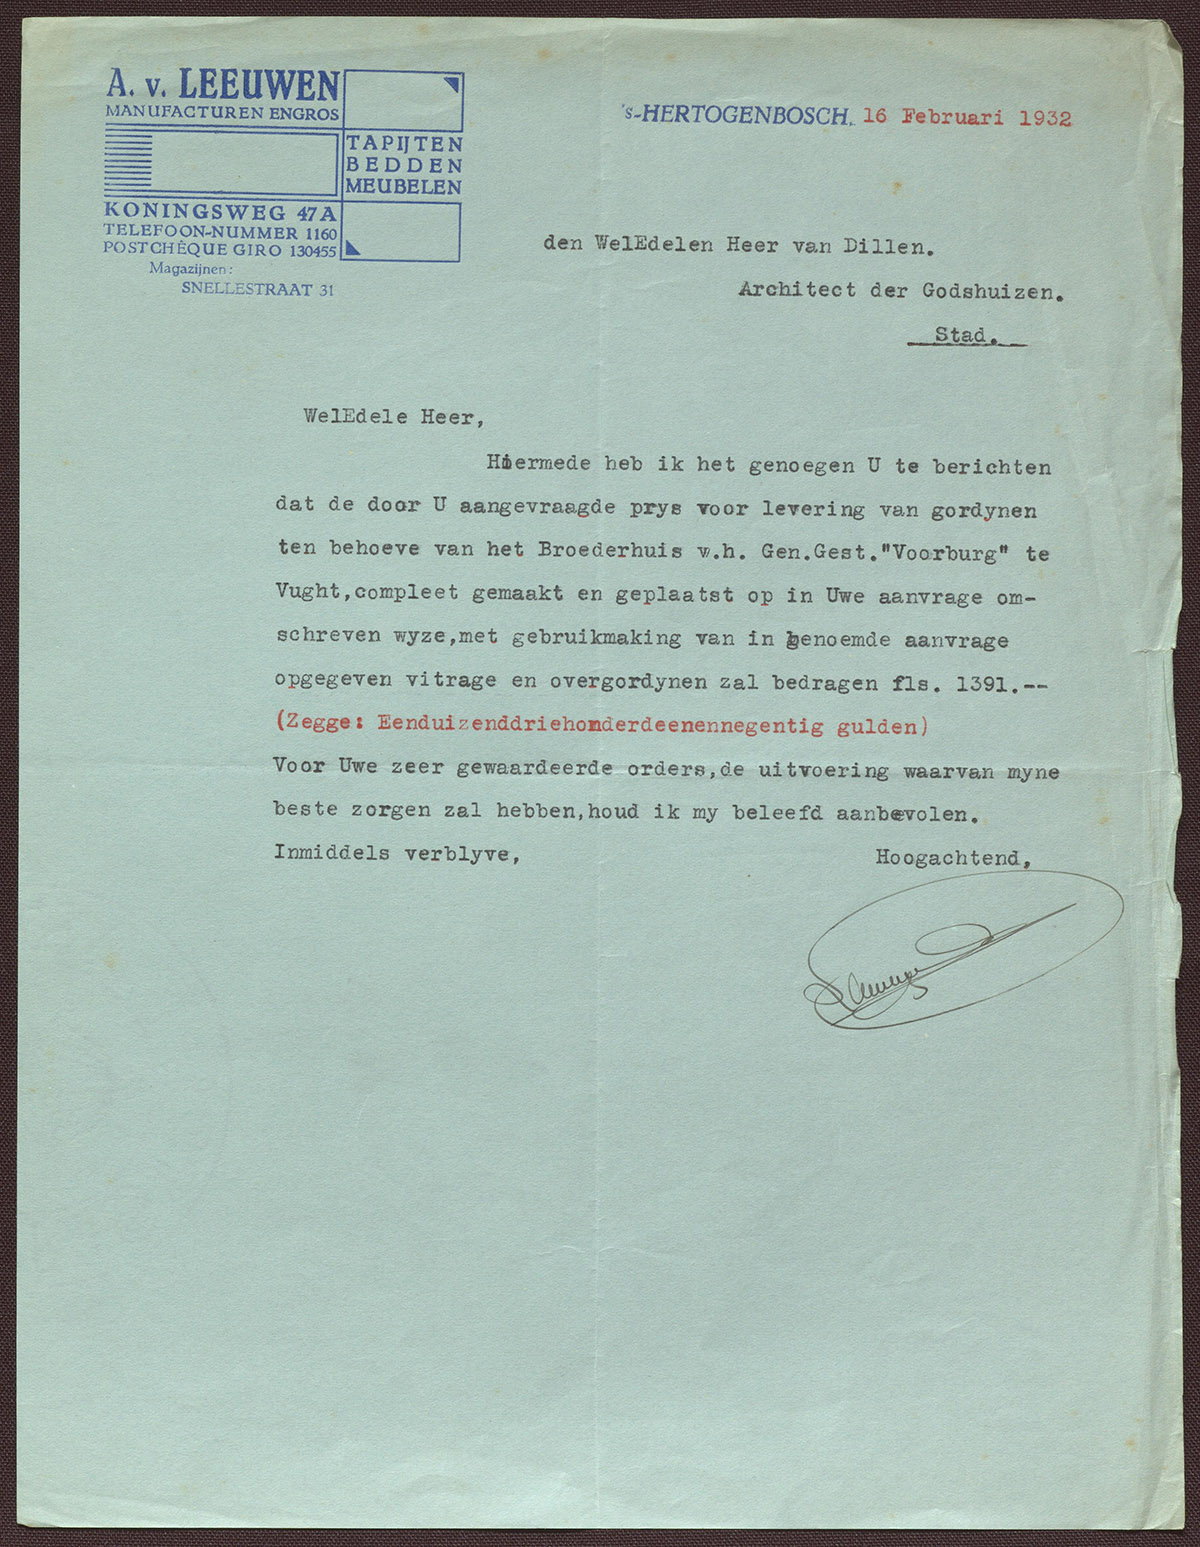 A. v. LEEUWEN
MANUFACTUREN ENGROS
TAPIJTEN
BEDDEN
MEUBELEN
KONINGSWEG 47A
TELEFOON-NUMMER 1160
POSTCHÈQUE GIRO 130455
Magazijnen:
SNELLESTRAAT 31
's-HERTOGENBOSCH, 16 Februari 1932
den WelEdelen Heer van Dillen.
Architect der Godshuizen.
Stad.
WelEdele Heer,
Hiermede heb ik het genoegen U te berichten
dat de door U aangevraagde prys voor levering van gordynen
ten behoeve van het Broederhuis v.h. Gen.Gest."Voorburg" te
Vught,compleet gemaakt en geplaatst op in Uwe aanvrage om-
schreven wyze,met gebruikmaking van in genoemde aanvrage
opgegeven vitrage en overgordynen zal bedragen fls. 1391.--
(Zegge: Eenduizenddriehonderdeenennegentig gulden)
Voor Uwe zeer gewaardeerde orders,de uitvoering waarvan myne
beste zorgen zal hebben,houd ik my beleefd aanbevolen.
Inmiddels verblyve, Hoogachtend,